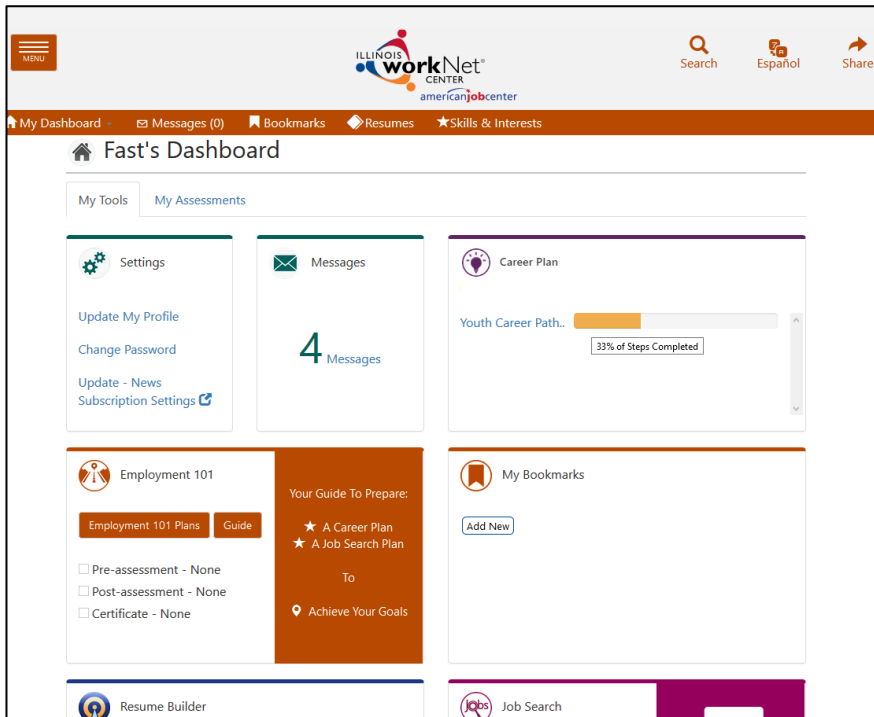 MENU
ILLINOIS
workNet®
CENTER
americanjobcenter
Search
Español
Share
My Dashboard
Messages (0)
Bookmarks
Resumes
Skills & Interests
Fast's Dashboard
My Tools
My Assessments
Settings
Update My Profile
Change Password
Update - News
Subscription Settings
Messages
4 Messages
Career Plan
Youth Career Path..
33% of Steps Completed
Employment 101
Employment 101 Plans
Guide
Pre-assessment - None
Post-assessment - None
Certificate - None
Your Guide To Prepare:
A Career Plan
A Job Search Plan
To
Achieve Your Goals
My Bookmarks
Add New
Resume Builder
Jobs
Job Search